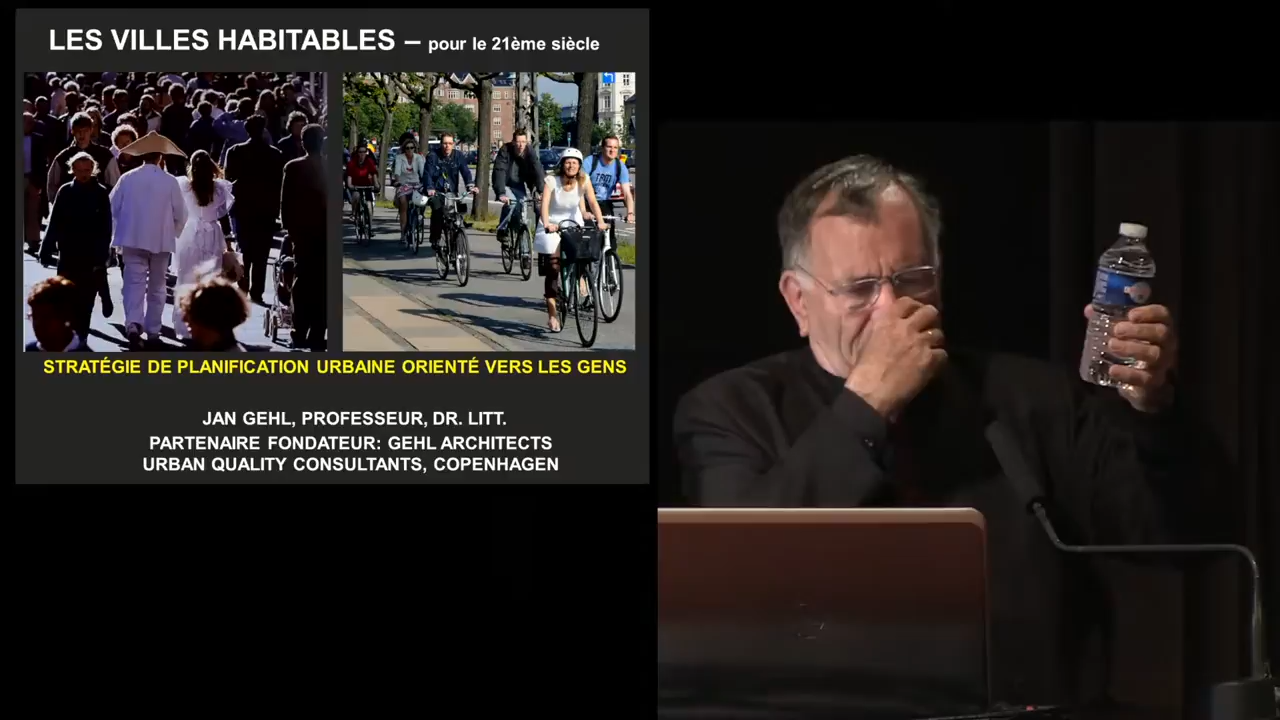 LES VILLES HABITABLES – pour le 21ème siècle
STRATÉGIE DE PLANIFICATION URBAINE ORIENTÉ VERS LES GENS
JAN GEHL, PROFESSEUR, DR. LITT.
PARTENAIRE FONDATEUR: GEHL ARCHITECTS
URBAN QUALITY CONSULTANTS, COPENHAGEN